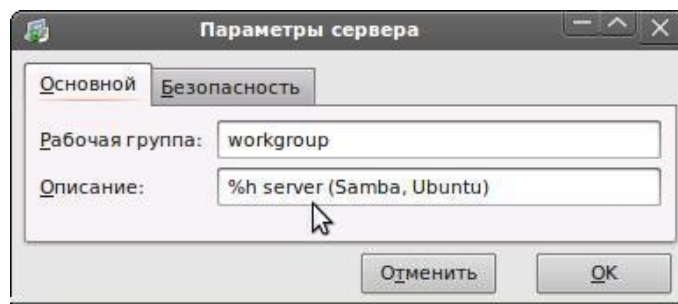 Параметры сервера
Основной Безопасность
Рабочая группа: workgroup
Описание: %h server (Samba, Ubuntu)
Отменить OK